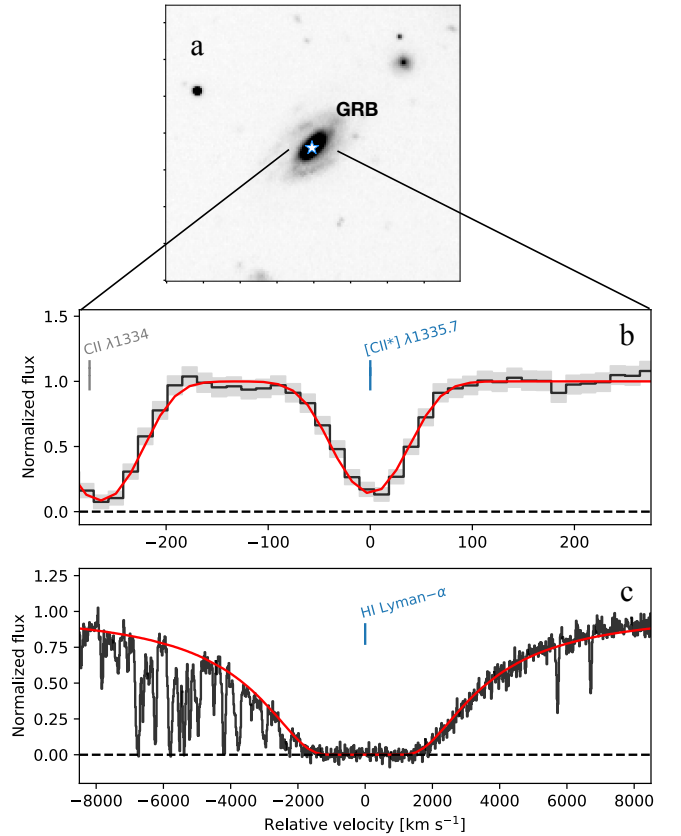 a
GRB
b
CII λ1334
[CII*] λ1335.7
Normalized flux
1.5
1.0
0.5
0.0
−200 −100 0 100 200
c
HI Lyman−α
Normalized flux
1.25
1.00
0.75
0.50
0.25
0.00
−8000 −6000 −4000 −2000 0 2000 4000 6000 8000
Relative velocity [km s⁻¹]